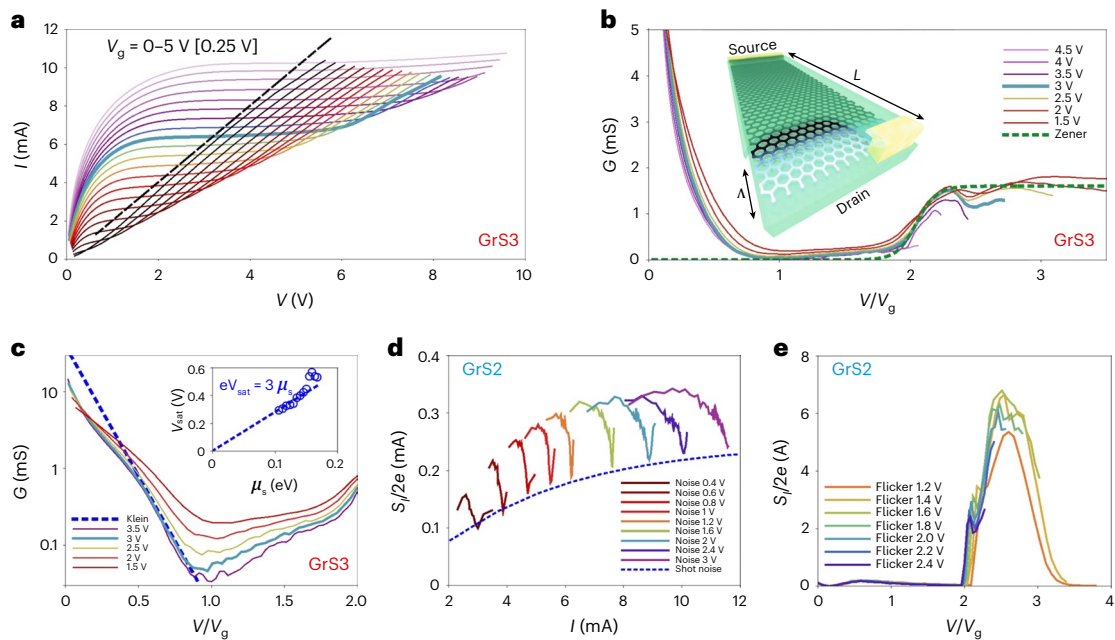 a
V_g = 0–5 V [0.25 V]
I (mA)
12
10
8
6
4
2
0
0
2
4
6
8
10
V (V)
GrS3
b
Source
L
Λ
Drain
4.5 V
4 V
3.5 V
3 V
2.5 V
2 V
1.5 V
Zener
G (mS)
5
4
3
2
1
0
0
1
2
3
V/V_g
GrS3
c
eV_sat = 3 μ_s
V_sat (V)
0.6
0.4
0.2
0
0
0.1
0.2
μ_s (eV)
G (mS)
10
1
0.1
Klein
3.5 V
3 V
2.5 V
2 V
1.5 V
GrS3
0
0.5
1.0
1.5
2.0
V/V_g
d
GrS2
S_I/2e (mA)
0.4
0.3
0.2
0.1
0
Noise 0.4 V
Noise 0.6 V
Noise 0.8 V
Noise 1 V
Noise 1.2 V
Noise 1.6 V
Noise 2 V
Noise 2.4 V
Noise 3 V
Shot noise
2
4
6
8
10
12
I (mA)
e
GrS2
S_I/2e (A)
8
6
4
2
0
Flicker 1.2 V
Flicker 1.4 V
Flicker 1.6 V
Flicker 1.8 V
Flicker 2.0 V
Flicker 2.2 V
Flicker 2.4 V
0
1
2
3
4
V/V_g